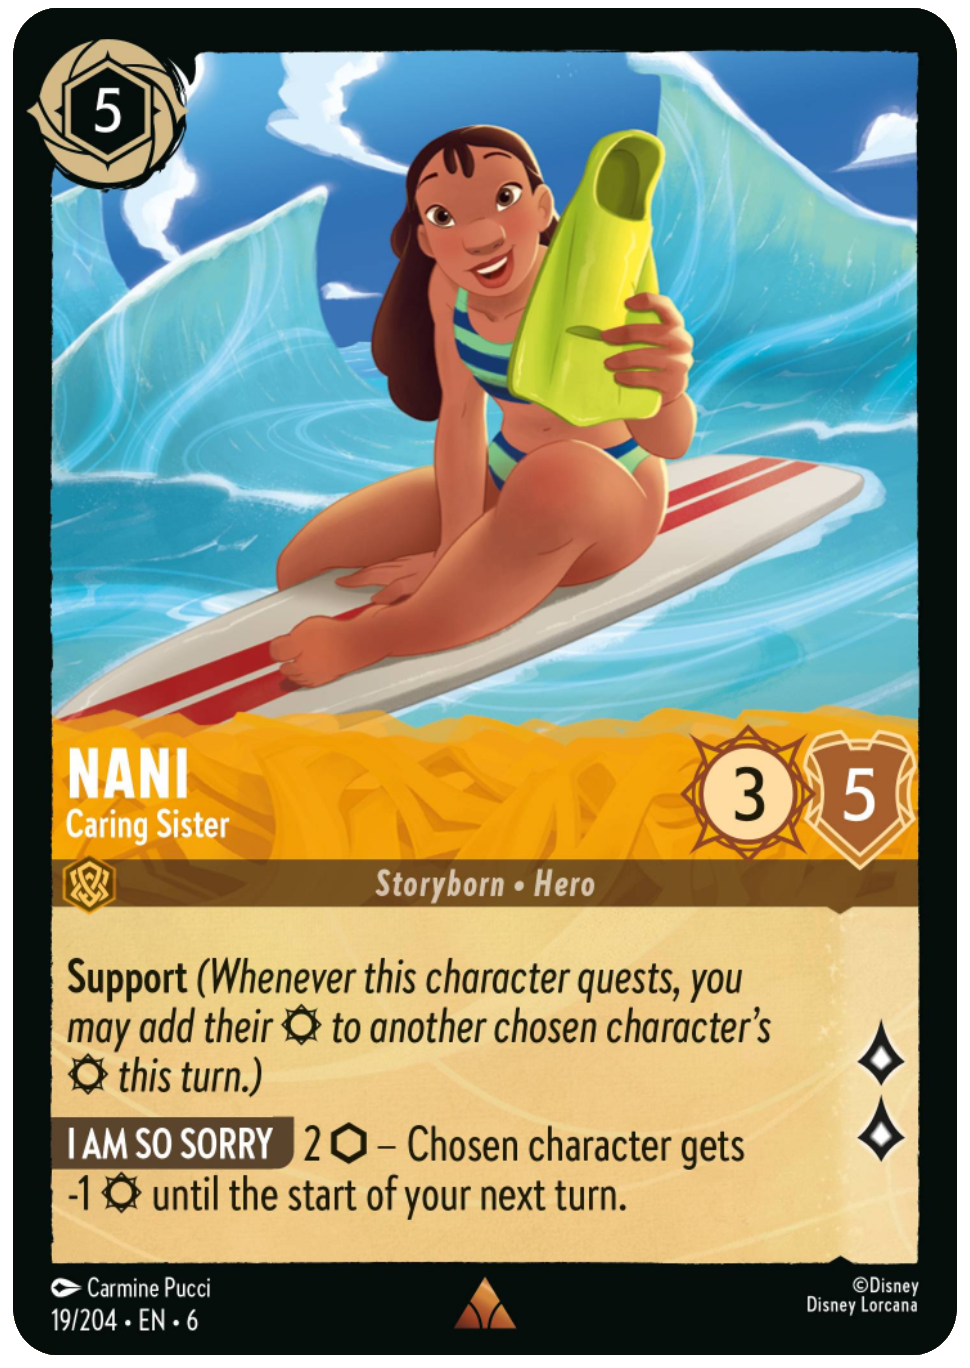 5
NANI
Caring Sister
3
5
Storyborn • Hero
Support (Whenever this character quests, you
may add their to another chosen character's
this turn.)
I AM SO SORRY 2 – Chosen character gets
-1 until the start of your next turn.
Carmine Pucci
19/204 • EN • 6
©Disney
Disney Lorcana